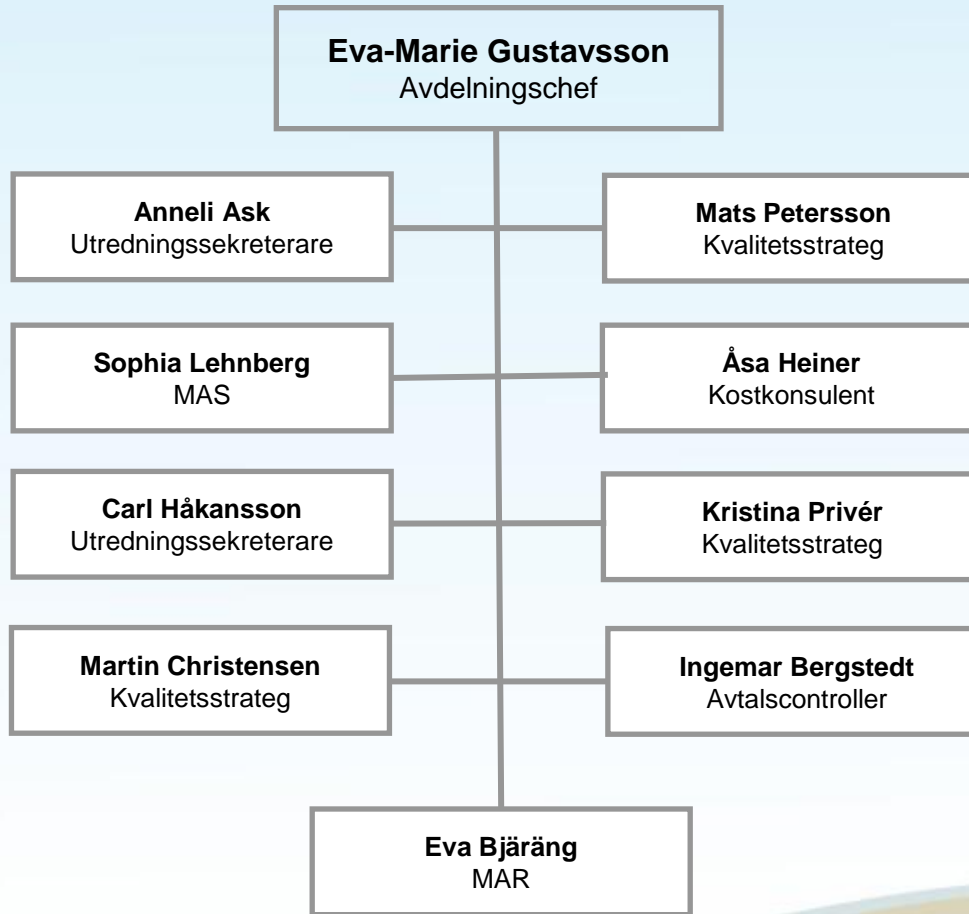 Eva-Marie Gustavsson
Avdelningschef
Anneli Ask
Utredningssekreterare
Mats Petersson
Kvalitetsstrateg
Sophia Lehnberg
MAS
Åsa Heiner
Kostkonsulent
Carl Håkansson
Utredningssekreterare
Kristina Privér
Kvalitetsstrateg
Martin Christensen
Kvalitetsstrateg
Ingemar Bergstedt
Avtalscontroller
Eva Bjäräng
MAR